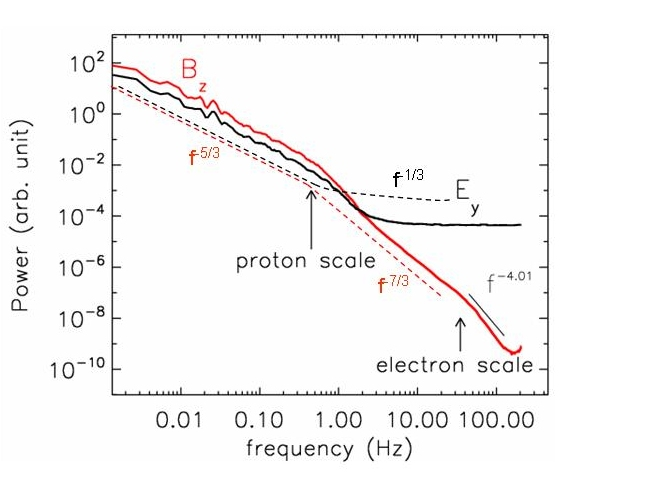 10²
10⁰
10⁻²
10⁻⁴
10⁻⁶
10⁻⁸
10⁻¹⁰
Power (arb. unit)
B_z
f⁻⁵/³
f⁻¹/³
E_y
proton scale
f⁻⁷/³
f⁻⁴·⁰¹
electron scale
0.01 0.10 1.00 10.00 100.00
frequency (Hz)